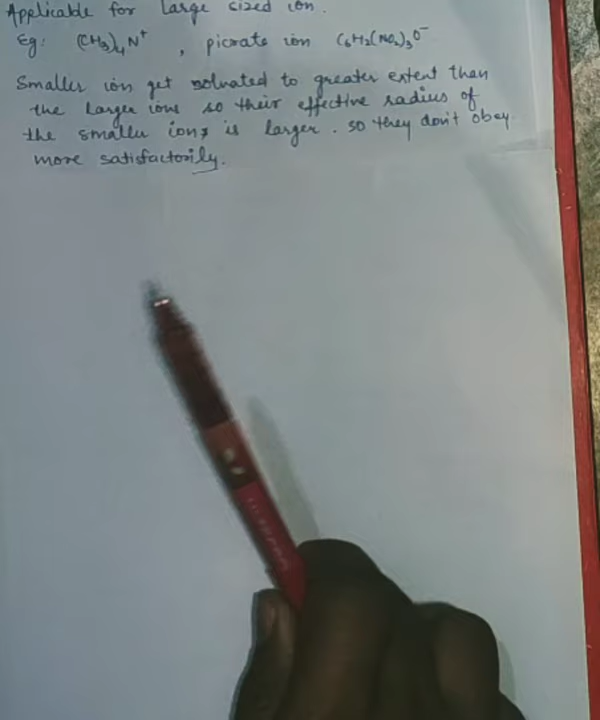 Applicable for Large sized ion.
Eg: (CH3)4N+ , picrate ion C6H2(NO2)3O-
Smaller ion get solvated to greater extent than
the larger ions so their effective radius of
the smaller ions is larger. so they don't obey
more satisfactorily.